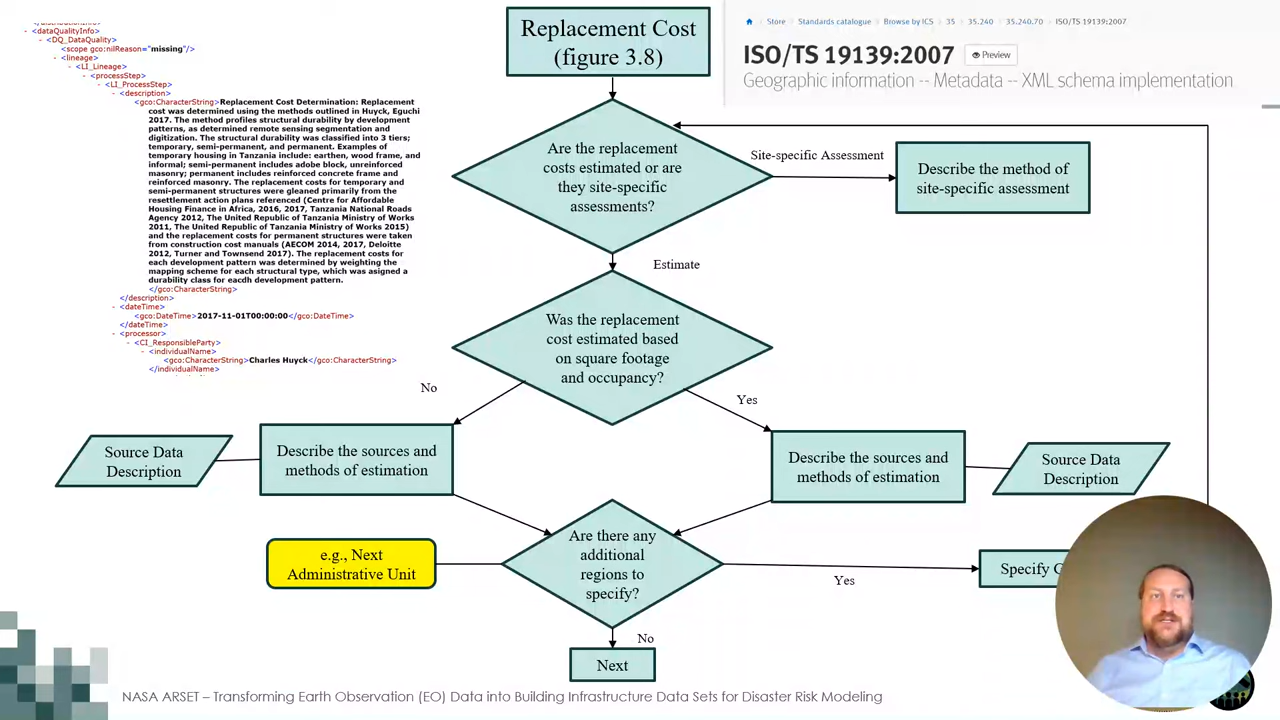 - <dataQualityInfo>
- <DQ_DataQuality>
<scope gco:nilReason="missing"/>
- <lineage>
- <LI_Lineage>
- <processStep>
- <LI_ProcessStep>
- <description>
<gco:CharacterString>Replacement Cost Determination: Replacement
cost was determined using the methods outlined in Huyck, Eguchi
2017. The method profiles structural durability by development
patterns, as determined remote sensing segmentation and
digitization. The structural durability was classified into 3 tiers;
temporary, semi-permanent, and permanent. Examples of
temporary housing in Tanzania include: earthen, wood frame, and
informal; semi-permanent includes adobe block, unreinforced
masonry; permanent includes reinforced concrete frame and
reinforced masonry. The replacement costs for temporary and
semi-permanent structures were gleaned primarily from the
resettlement action plans referenced (Centre for Affordable
Housing Finance in Africa, 2016, 2017, Tanzania National Roads
Agency 2012, The United Republic of Tanzania Ministry of Works
2011, The United Republic of Tanzania Ministry of Works 2015)
and the replacement costs for permanent structures were taken
from construction cost manuals (AECOM 2014, 2017, Deloitte
2012, Turner and Townsend 2017). The replacement costs for
each development pattern was determined by weighting the
mapping scheme for each structural type, which was asigned a
durability class for eacdh development pattern.
</gco:CharacterString>
</description>
- <dateTime>
<gco:DateTime>2017-11-01T00:00:00</gco:DateTime>
</dateTime>
- <processor>
- <CI_ResponsibleParty>
- <individualName>
<gco:CharacterString>Charles Huyck</gco:CharacterString>
</individualName>
Replacement Cost
(figure 3.8)
Store > Standards catalogue > Browse by ICS > 35 > 35.240 > 35.240.70 > ISO/TS 19139:2007
ISO/TS 19139:2007
Preview
Geographic information -- Metadata -- XML schema implementation
Are the replacement
costs estimated or are
they site-specific
assessments?
Site-specific Assessment
Describe the method of
site-specific assessment
Estimate
Was the replacement
cost estimated based
on square footage
and occupancy?
No
Yes
Source Data
Description
Describe the sources and
methods of estimation
Describe the sources and
methods of estimation
Source Data
Description
e.g., Next
Administrative Unit
Are there any
additional
regions to
specify?
Yes
Specify
No
Next
NASA ARSET – Transforming Earth Observation (EO) Data into Building Infrastructure Data Sets for Disaster Risk Modeling